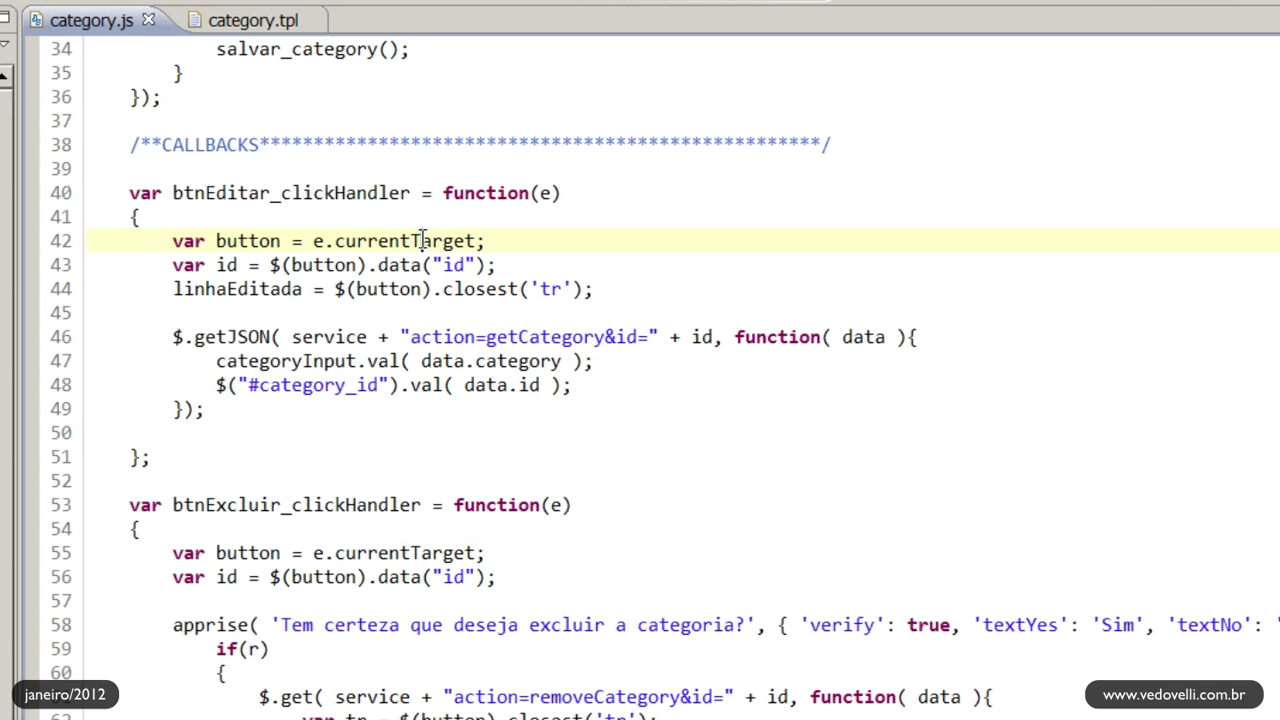 category.js
category.tpl
34 salvar_category();
35 }
36 });
37
38 /**CALLBACKS****************************************************/
39
40 var btnEditar_clickHandler = function(e)
41 {
42 var button = e.currentTarget;
43 var id = $(button).data("id");
44 linhaEditada = $(button).closest('tr');
45
46 $.getJSON( service + "action=getCategory&id=" + id, function( data ){
47 categoryInput.val( data.category );
48 $("#category_id").val( data.id );
49 });
50
51 };
52
53 var btnExcluir_clickHandler = function(e)
54 {
55 var button = e.currentTarget;
56 var id = $(button).data("id");
57
58 apprise( 'Tem certeza que deseja excluir a categoria?', { 'verify': true, 'textYes': 'Sim', 'textNo': '
59 if(r)
60 {
$.get( service + "action=removeCategory&id=" + id, function( data ){
var tr = $(button).closest('tr');
janeiro/2012
www.vedovelli.com.br